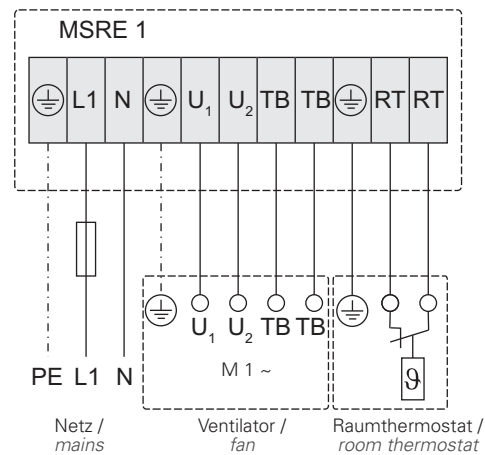 MSRE 1
L1 N U1 U2 TB TB RT RT
U1 U2 TB TB
M 1 ~
ϑ
PE L1 N
Netz / Ventilator / Raumthermostat /
mains fan room thermostat